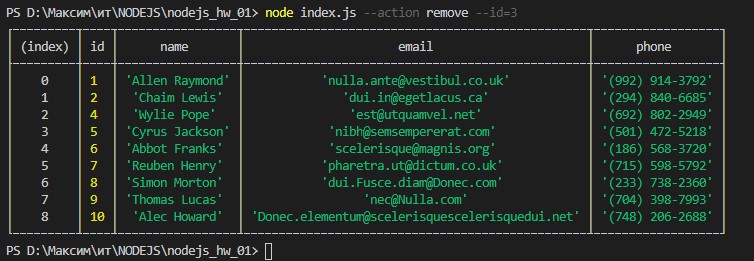 PS D:\Максим\ит\NODEJS\nodejs_hw_01> node index.js --action remove --id=3
(index) id name email phone
0 1 'Allen Raymond' 'nulla.ante@vestibul.co.uk' '(992) 914-3792'
1 2 'Chaim Lewis' 'dui.in@egetlacus.ca' '(294) 840-6685'
2 4 'Wylie Pope' 'est@utquamvel.net' '(692) 802-2949'
3 5 'Cyrus Jackson' 'nibh@semsempererat.com' '(501) 472-5218'
4 6 'Abbot Franks' 'scelerisque@magnis.org' '(186) 568-3720'
5 7 'Reuben Henry' 'pharetra.ut@dictum.co.uk' '(715) 598-5792'
6 8 'Simon Morton' 'dui.Fusce.diam@Donec.com' '(233) 738-2360'
7 9 'Thomas Lucas' 'nec@Nulla.com' '(704) 398-7993'
8 10 'Alec Howard' 'Donec.elementum@scelerisquescelerisquedui.net' '(748) 206-2688'
PS D:\Максим\ит\NODEJS\nodejs_hw_01>